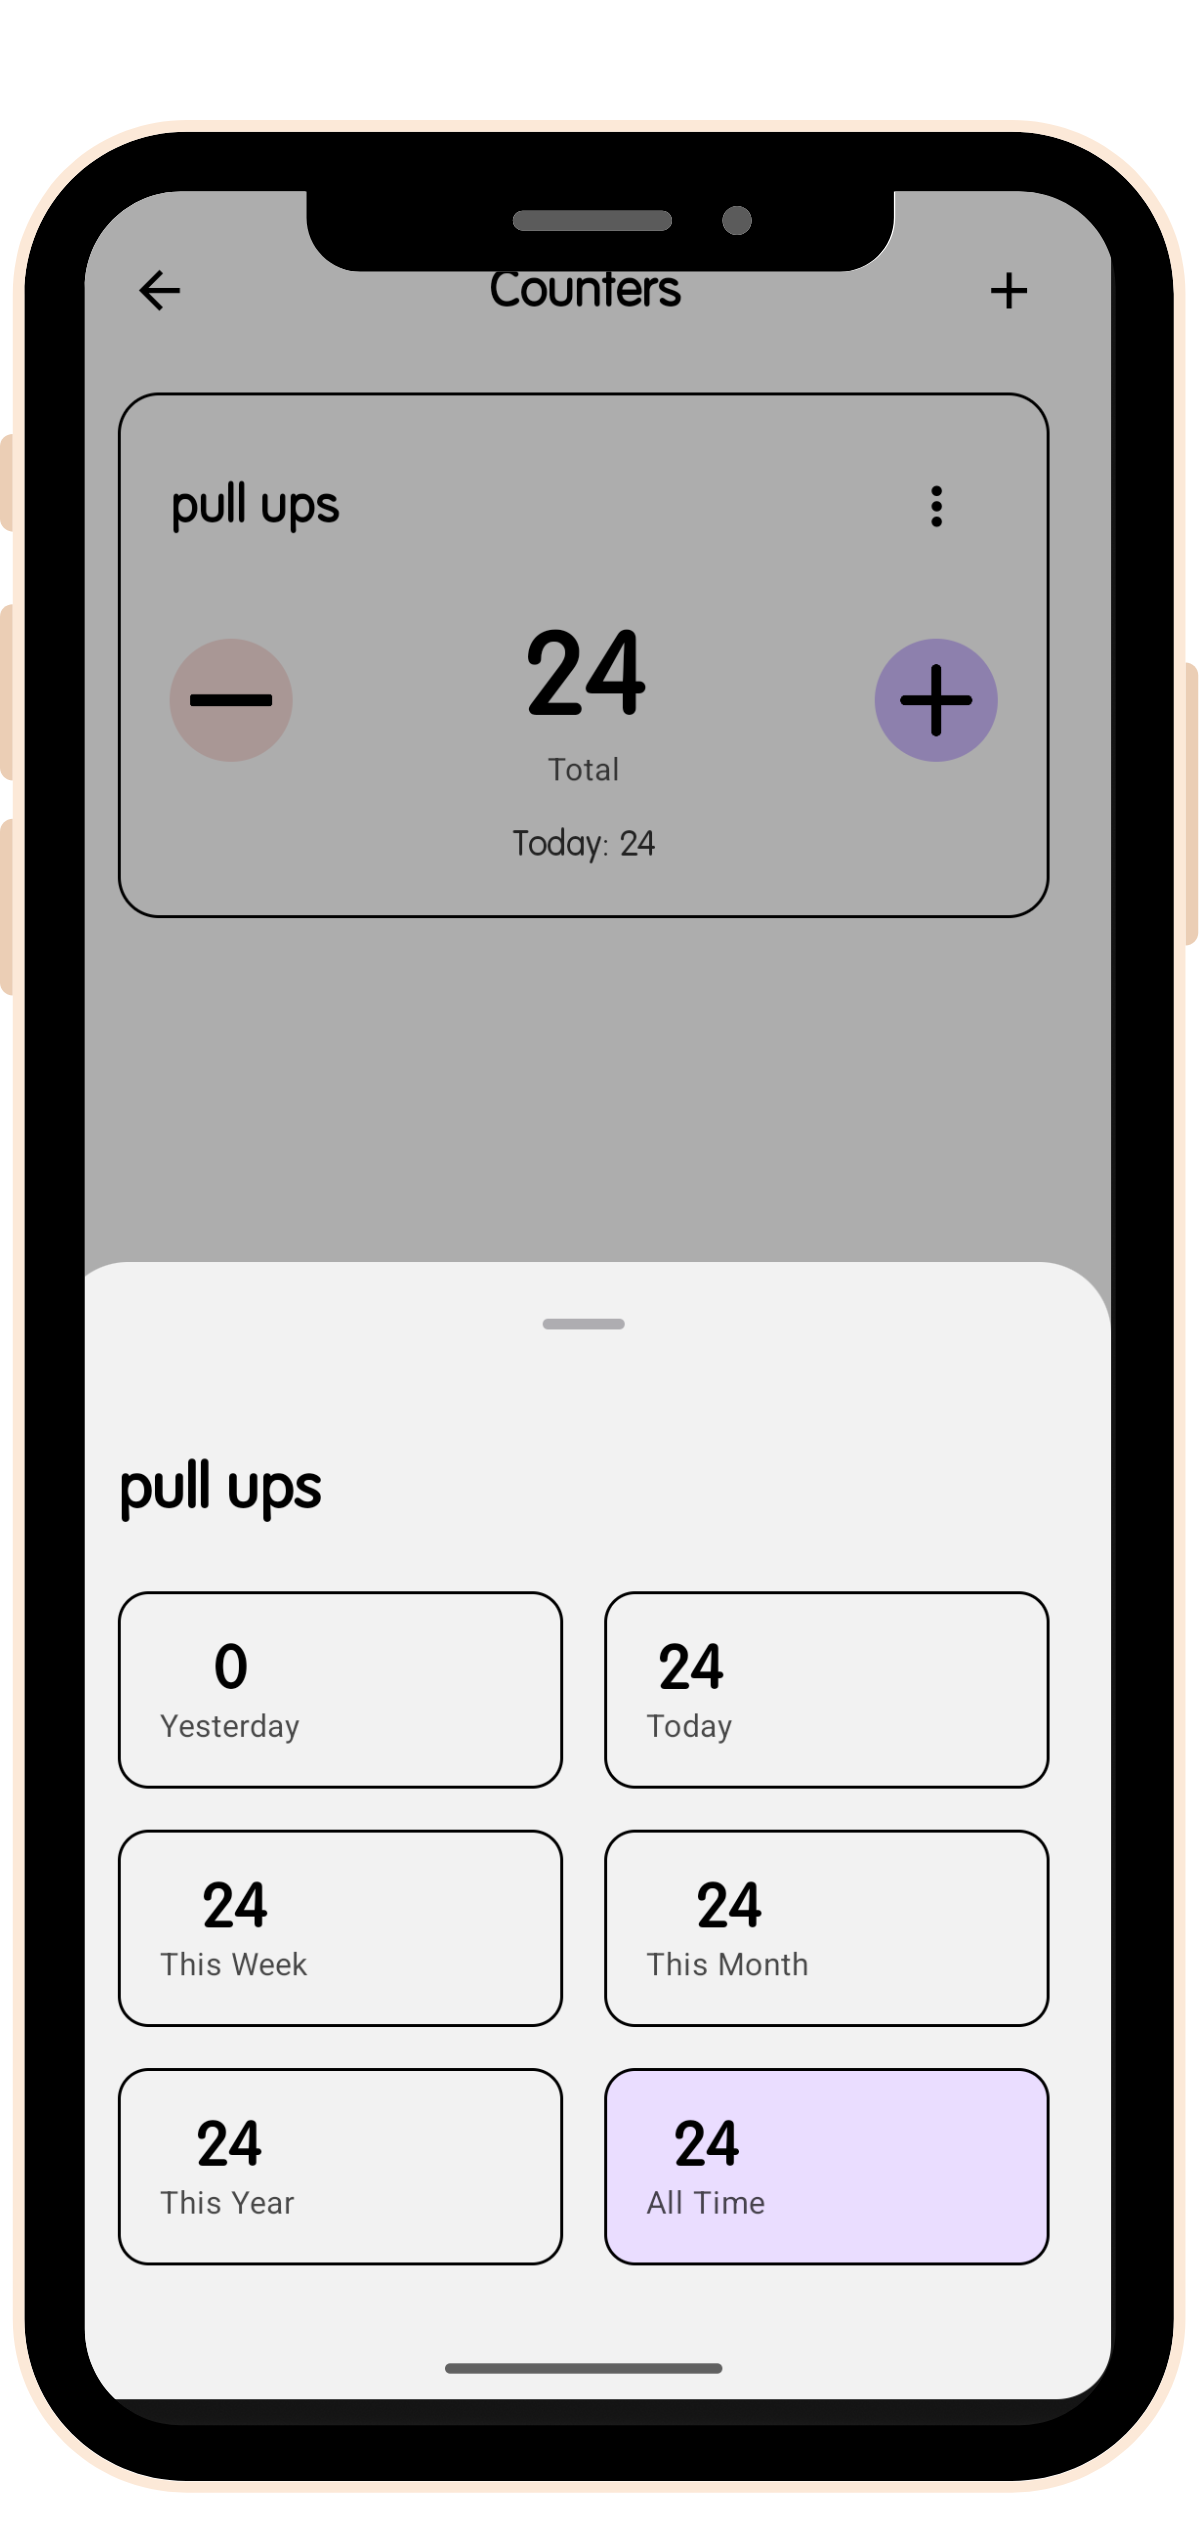 Counters
pull ups
24
Total
Today: 24
pull ups
0
Yesterday
24
Today
24
This Week
24
This Month
24
This Year
24
All Time